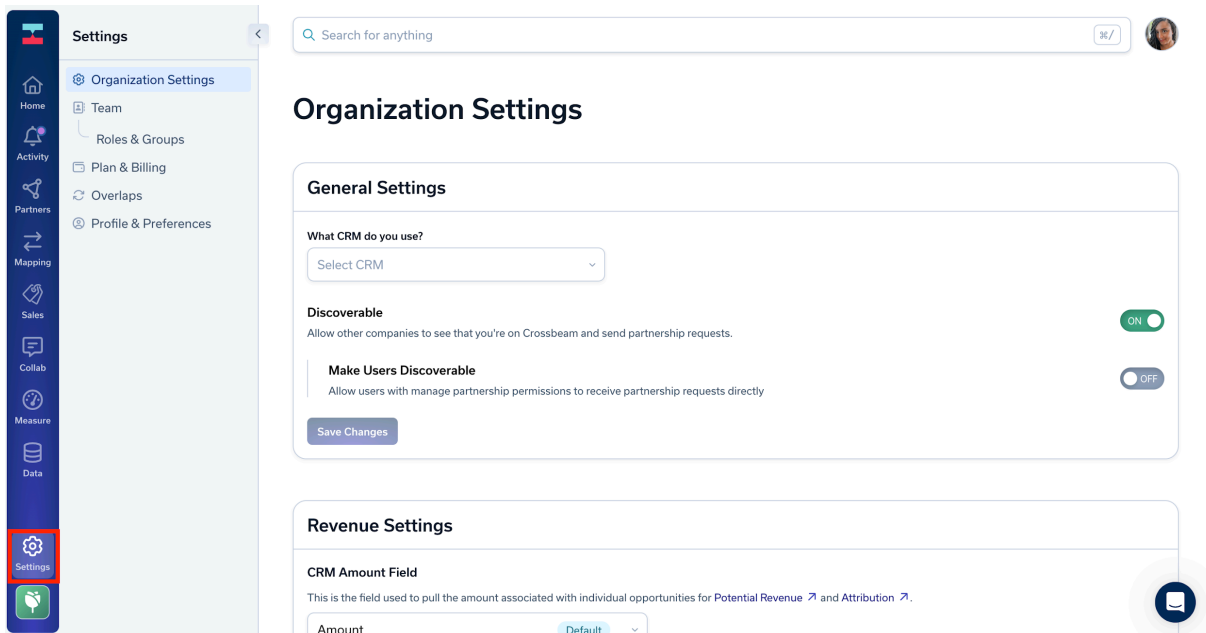 Settings
Search for anything
⌘/
Home
Activity
Partners
Mapping
Sales
Collab
Measure
Data
Settings
Organization Settings
Team
Roles & Groups
Plan & Billing
Overlaps
Profile & Preferences
Organization Settings
General Settings
What CRM do you use?
Select CRM
Discoverable
Allow other companies to see that you're on Crossbeam and send partnership requests.
ON
Make Users Discoverable
Allow users with manage partnership permissions to receive partnership requests directly
OFF
Save Changes
Revenue Settings
CRM Amount Field
This is the field used to pull the amount associated with individual opportunities for Potential Revenue ↗ and Attribution ↗.
Amount Default